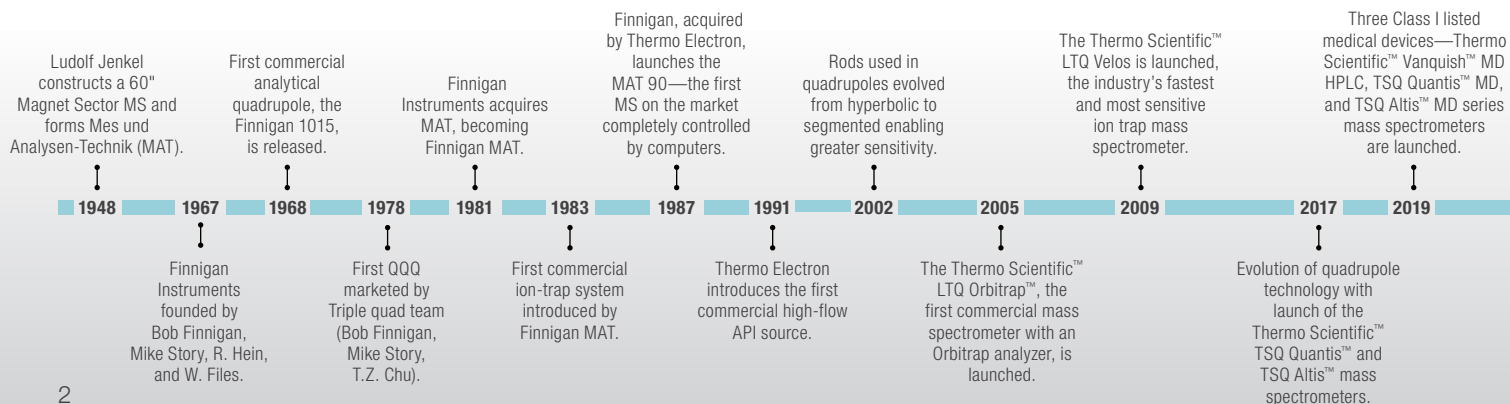 Ludolf Jenkel
constructs a 60"
Magnet Sector MS and
forms Mes und
Analysen-Technik (MAT).
1948
1967
Finnigan
Instruments
founded by
Bob Finnigan,
Mike Story, R. Hein,
and W. Files.
First commercial
analytical
quadrupole, the
Finnigan 1015,
is released.
1968
1978
First QQQ
marketed by
Triple quad team
(Bob Finnigan,
Mike Story,
T.Z. Chu).
Finnigan
Instruments acquires
MAT, becoming
Finnigan MAT.
1981
1983
First commercial
ion-trap system
introduced by
Finnigan MAT.
Finnigan, acquired
by Thermo Electron,
launches the
MAT 90—the first
MS on the market
completely controlled
by computers.
1987
1991
Thermo Electron
introduces the first
commercial high-flow
API source.
Rods used in
quadrupoles evolved
from hyperbolic to
segmented enabling
greater sensitivity.
2002
2005
The Thermo Scientific™
LTQ Orbitrap™, the
first commercial mass
spectrometer with an
Orbitrap analyzer, is
launched.
The Thermo Scientific™
LTQ Velos is launched,
the industry's fastest
and most sensitive
ion trap mass
spectrometer.
2009
2017
Evolution of quadrupole
technology with
launch of the
Thermo Scientific™
TSQ Quantis™ and
TSQ Altis™ mass
spectrometers.
Three Class I listed
medical devices—Thermo
Scientific™ Vanquish™ MD
HPLC, TSQ Quantis™ MD,
and TSQ Altis™ MD series
mass spectrometers
are launched.
2019
2